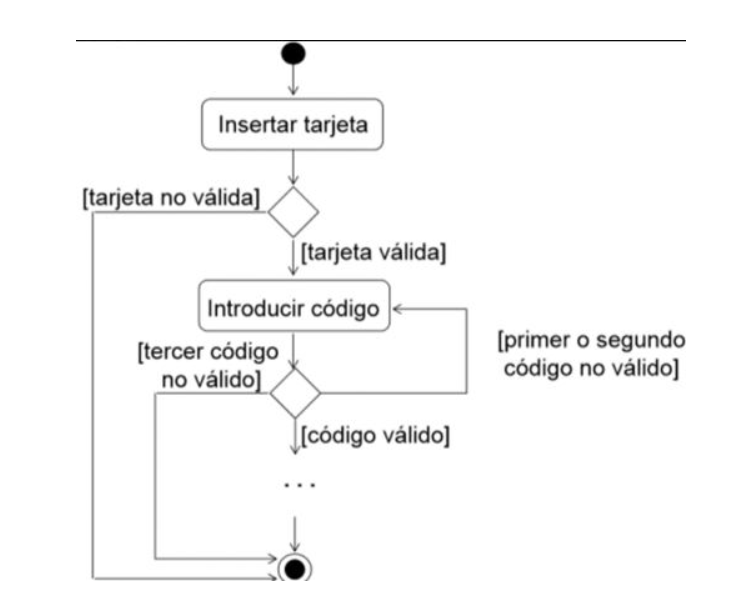 Insertar tarjeta
[tarjeta no válida]
[tarjeta válida]
Introducir código
[primer o segundo
código no válido]
[tercer código
no válido]
[código válido]
...